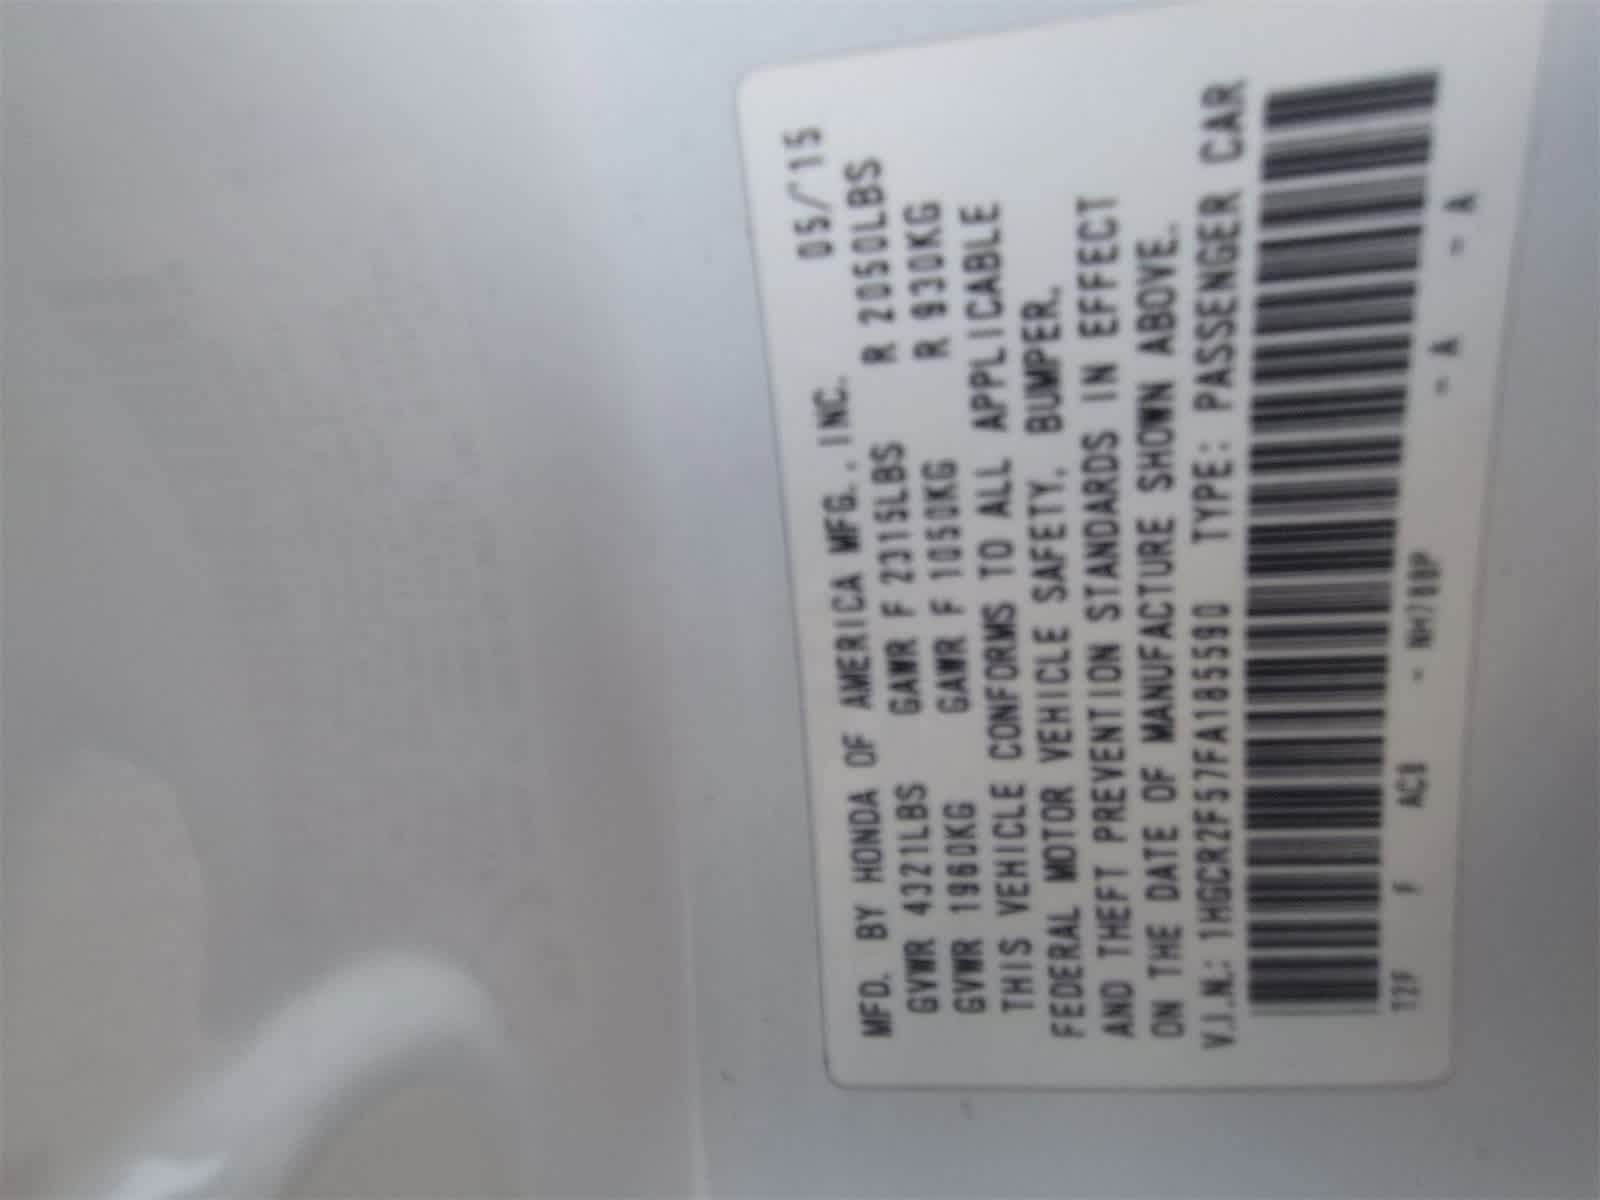 MFD. BY HONDA OF AMERICA MFG., INC. 05/15
GVWR 4321LBS GAWR F 2315LBS R 2050LBS
GVWR 1960KG GAWR F 1050KG R 930KG
THIS VEHICLE CONFORMS TO ALL APPLICABLE
FEDERAL MOTOR VEHICLE SAFETY, BUMPER,
AND THEFT PREVENTION STANDARDS IN EFFECT
ON THE DATE OF MANUFACTURE SHOWN ABOVE.
V.I.N.: 1HGCR2F57FA185590 TYPE: PASSENGER CAR
T2F F AC8 - NH788P - A - A